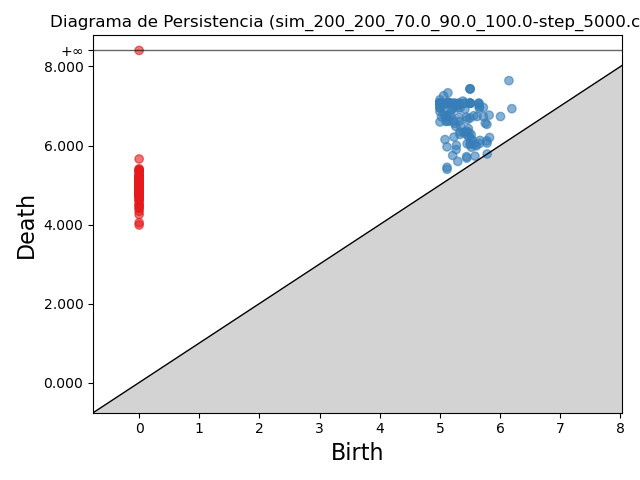 Diagrama de Persistencia (sim_200_200_70.0_90.0_100.0-step_5000.c
+∞
8.000
6.000
4.000
2.000
0.000
Death
0 1 2 3 4 5 6 7 8
Birth